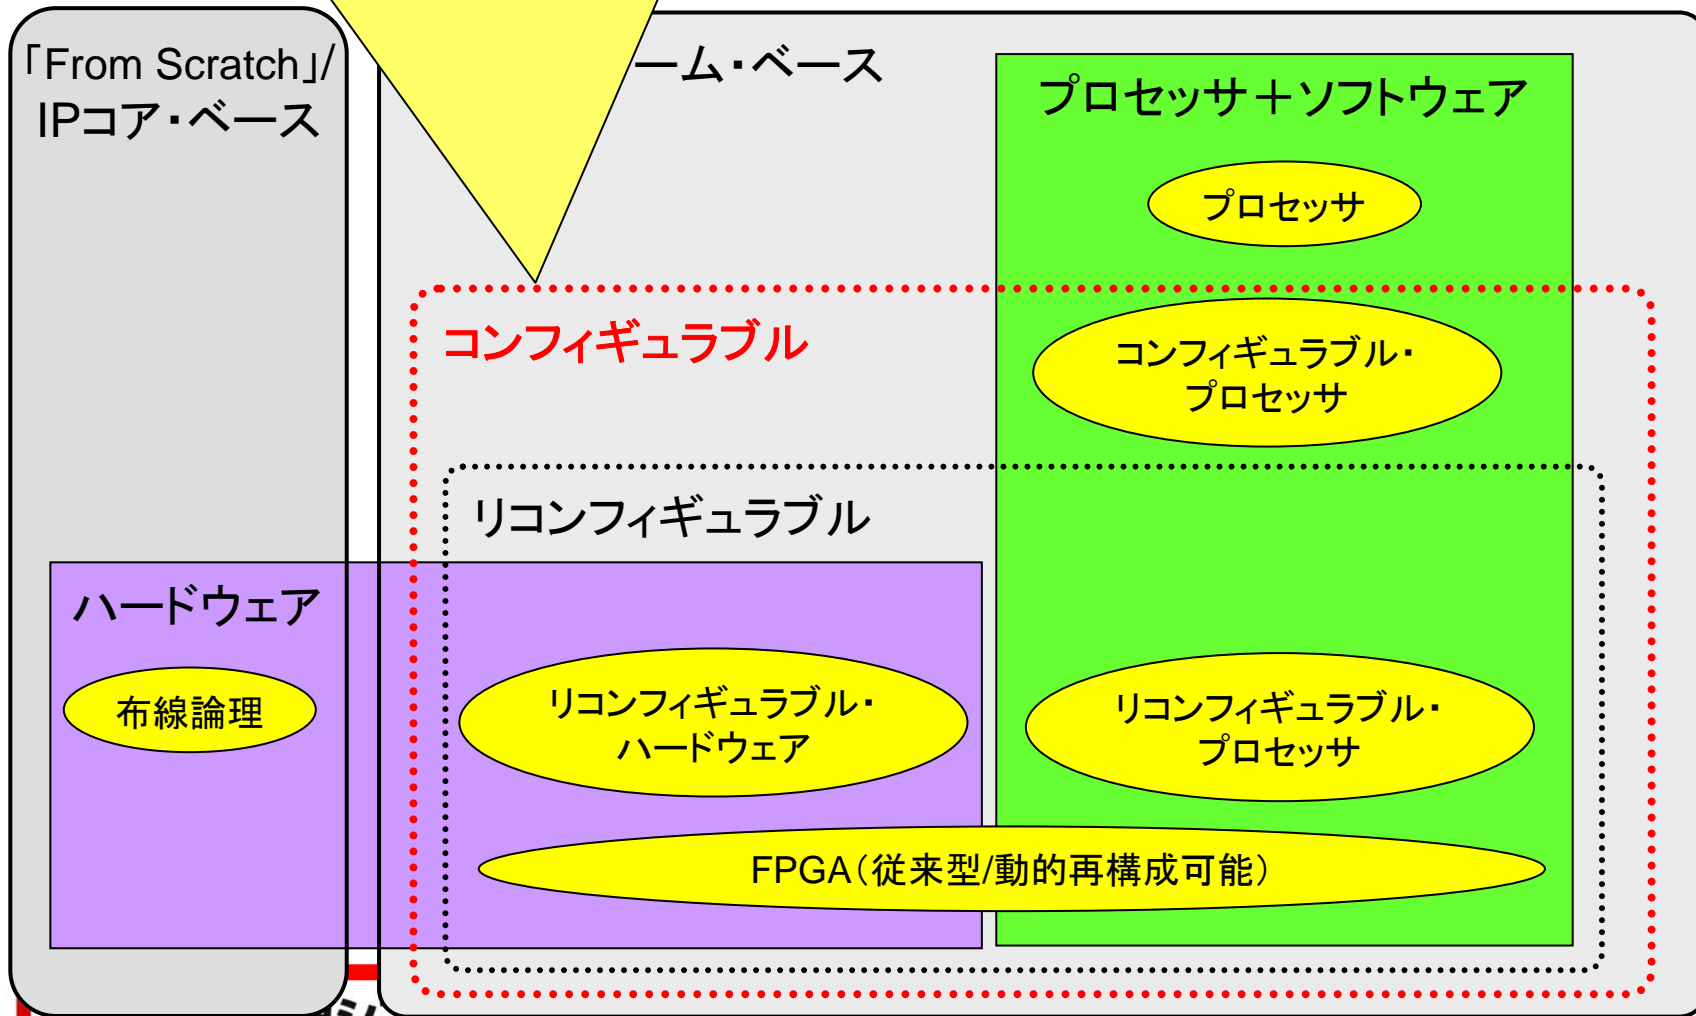 「From Scratch」/
IPコア・ベース
ーム・ベース
プロセッサ＋ソフトウェア
プロセッサ
コンフィギュラブル
コンフィギュラブル・
プロセッサ
リコンフィギュラブル
ハードウェア
布線論理
リコンフィギュラブル・
ハードウェア
リコンフィギュラブル・
プロセッサ
FPGA（従来型/動的再構成可能）